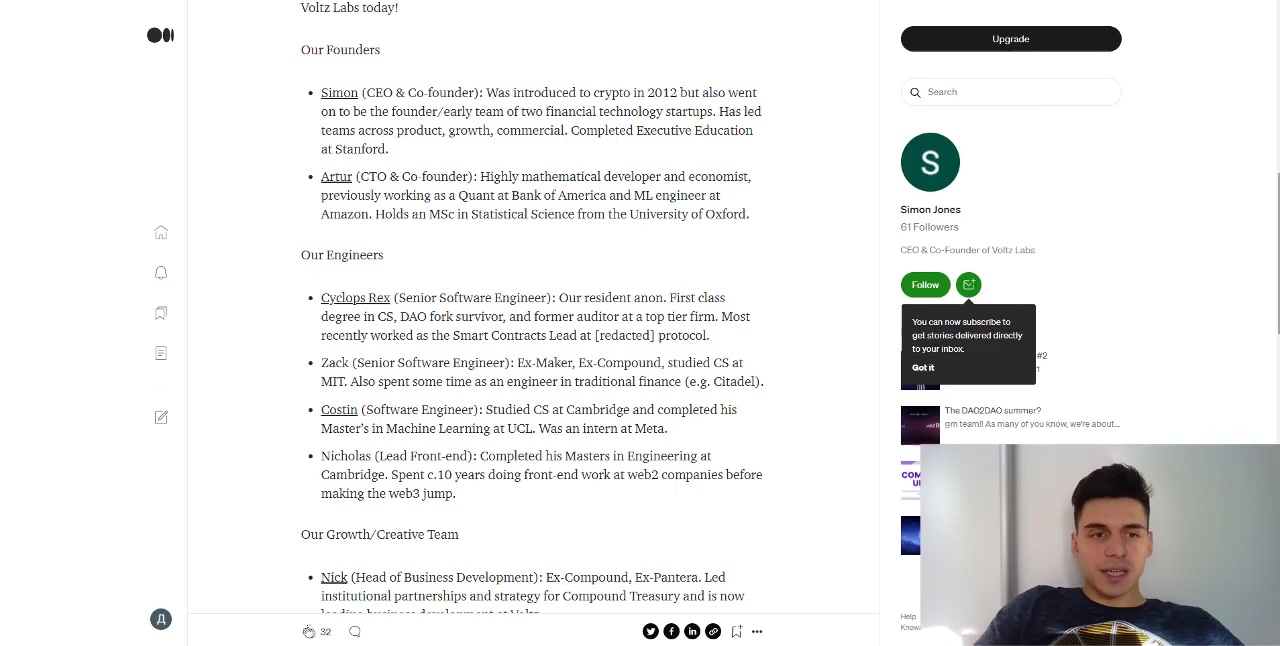 Voltz Labs today!
Our Founders
Simon (CEO & Co-founder): Was introduced to crypto in 2012 but also went
on to be the founder/early team of two financial technology startups. Has led
teams across product, growth, commercial. Completed Executive Education
at Stanford.
Artur (CTO & Co-founder): Highly mathematical developer and economist,
previously working as a Quant at Bank of America and ML engineer at
Amazon. Holds an MSc in Statistical Science from the University of Oxford.
Our Engineers
Cyclops Rex (Senior Software Engineer): Our resident anon. First class
degree in CS, DAO fork survivor, and former auditor at a top tier firm. Most
recently worked as the Smart Contracts Lead at [redacted] protocol.
Zack (Senior Software Engineer): Ex-Maker, Ex-Compound, studied CS at
MIT. Also spent some time as an engineer in traditional finance (e.g. Citadel).
Costin (Software Engineer): Studied CS at Cambridge and completed his
Master's in Machine Learning at UCL. Was an intern at Meta.
Nicholas (Lead Front-end): Completed his Masters in Engineering at
Cambridge. Spent c.10 years doing front-end work at web2 companies before
making the web3 jump.
Our Growth/Creative Team
Nick (Head of Business Development): Ex-Compound, Ex-Pantera. Led
institutional partnerships and strategy for Compound Treasury and is now
leading business development at Voltz
32
Д
Upgrade
Search
S
Simon Jones
61 Followers
CEO & Co-Founder of Voltz Labs
Follow
You can now subscribe to
get stories delivered directly
to your inbox.
Got it
#2
1
The DAO2DAO summer?
gm team!! As many of you know, we're about...
COM
Help
Know